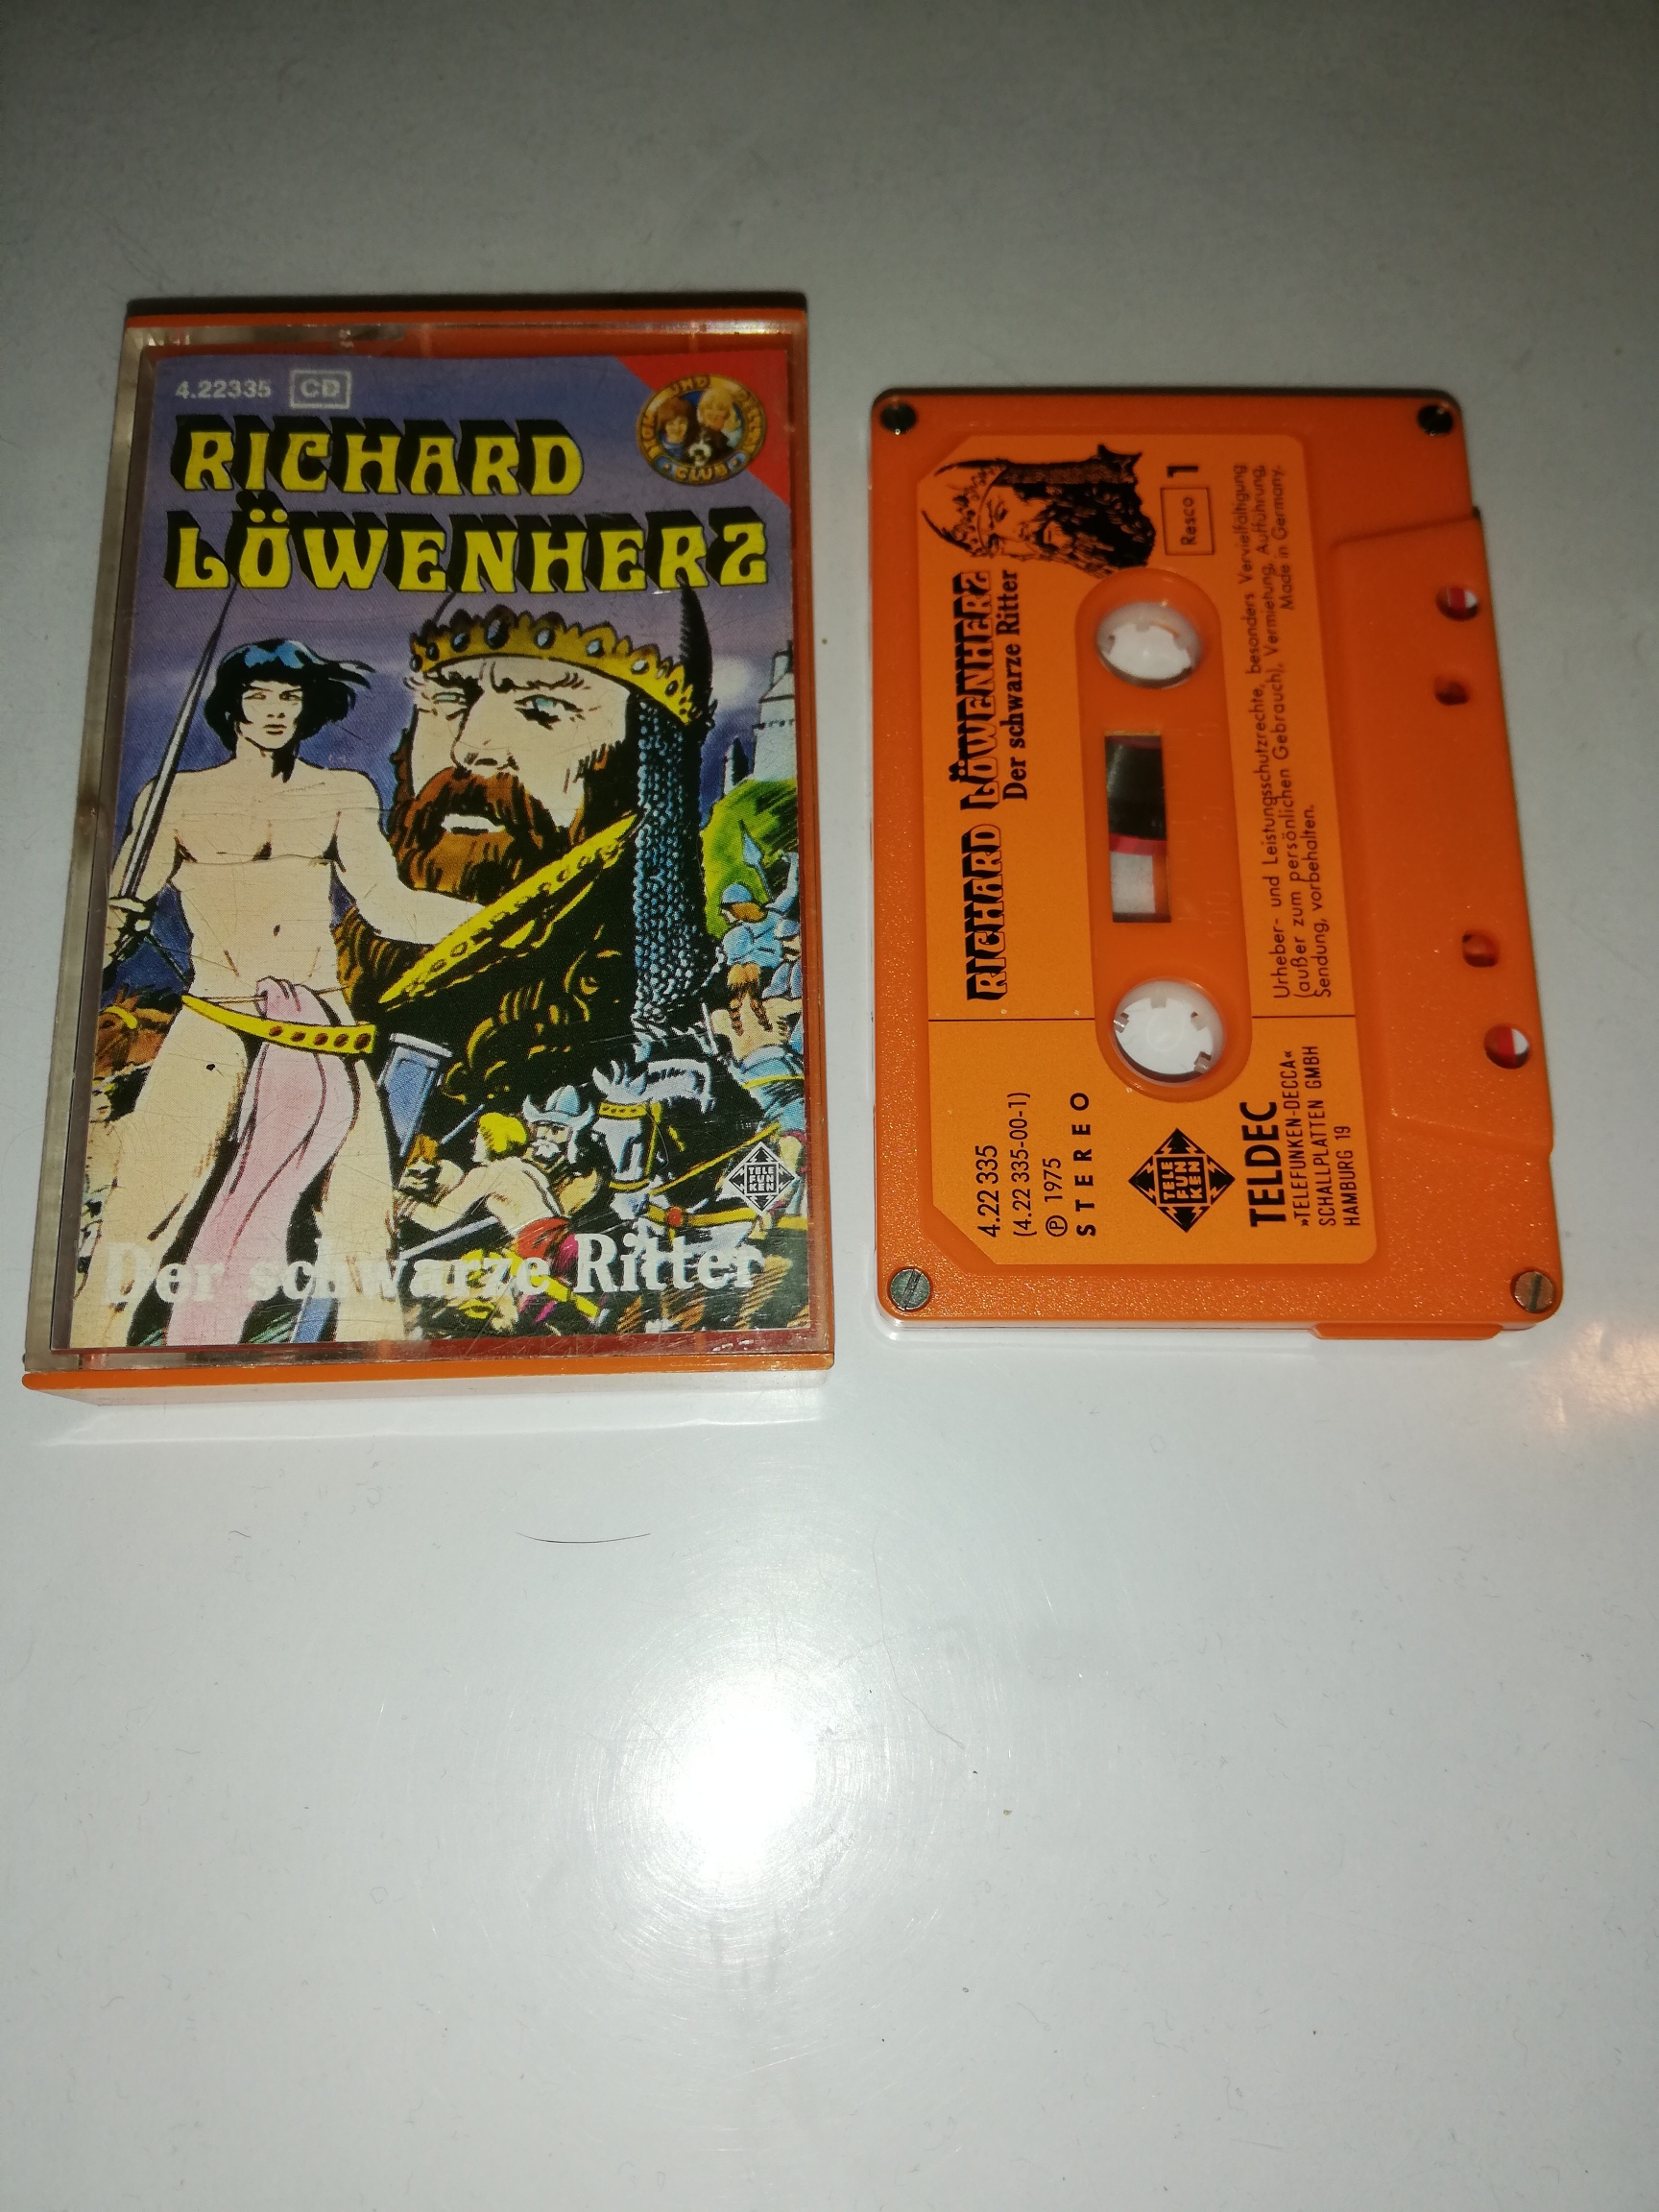 4.22335 CD
RICHARD
LÖWENHERZ
UND
CLUB
TELE
FUN
KEN
Der schwarze Ritter
RICHARD LÖWENHERZ
Der schwarze Ritter
Resco 1
Urheber- und Leistungsschutzrechte, besonders Vervielfältigung
(außer zum persönlichen Gebrauch), Vermietung, Aufführung,
Sendung, vorbehalten. Made in Germany.
4.22 335
(4.22 335-00-1)
Ⓟ 1975
STEREO
TELE
FUN
KEN
TELDEC
»TELEFUNKEN-DECCA«
SCHALLPLATTEN GMBH
HAMBURG 19